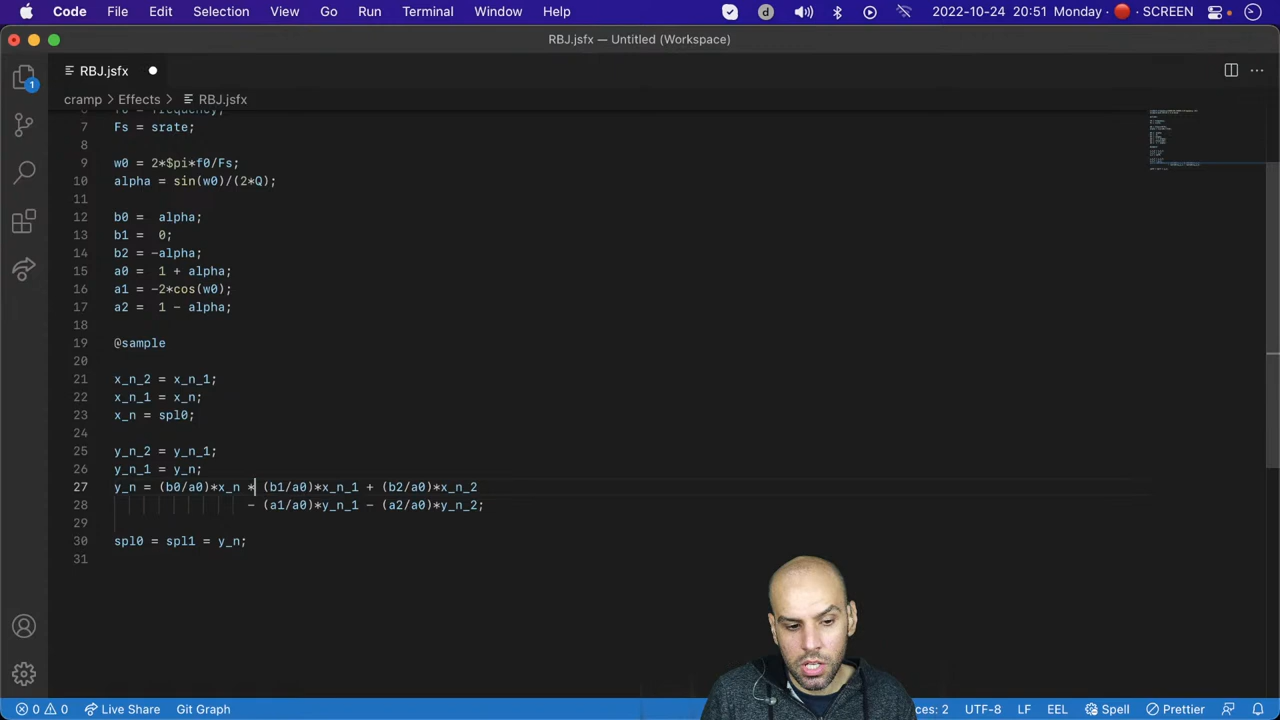 Code File Edit Selection View Go Run Terminal Window Help
d
2022-10-24 20:51 Monday SCREEN
RBJ.jsfx — Untitled (Workspace)
RBJ.jsfx
1
cramp Effects RBJ.jsfx
7 Fs = srate;
8
9 w0 = 2*$pi*f0/Fs;
10 alpha = sin(w0)/(2*Q);
11
12 b0 =  alpha;
13 b1 =  0;
14 b2 = -alpha;
15 a0 =  1 + alpha;
16 a1 = -2*cos(w0);
17 a2 =  1 - alpha;
18
19 @sample
20
21 x_n_2 = x_n_1;
22 x_n_1 = x_n;
23 x_n = spl0;
24
25 y_n_2 = y_n_1;
26 y_n_1 = y_n;
27 y_n = (b0/a0)*x_n * (b1/a0)*x_n_1 + (b2/a0)*x_n_2
28 - (a1/a0)*y_n_1 - (a2/a0)*y_n_2;
29
30 spl0 = spl1 = y_n;
31
0 0 Live Share Git Graph
2 UTF-8 LF EEL Spell Prettier